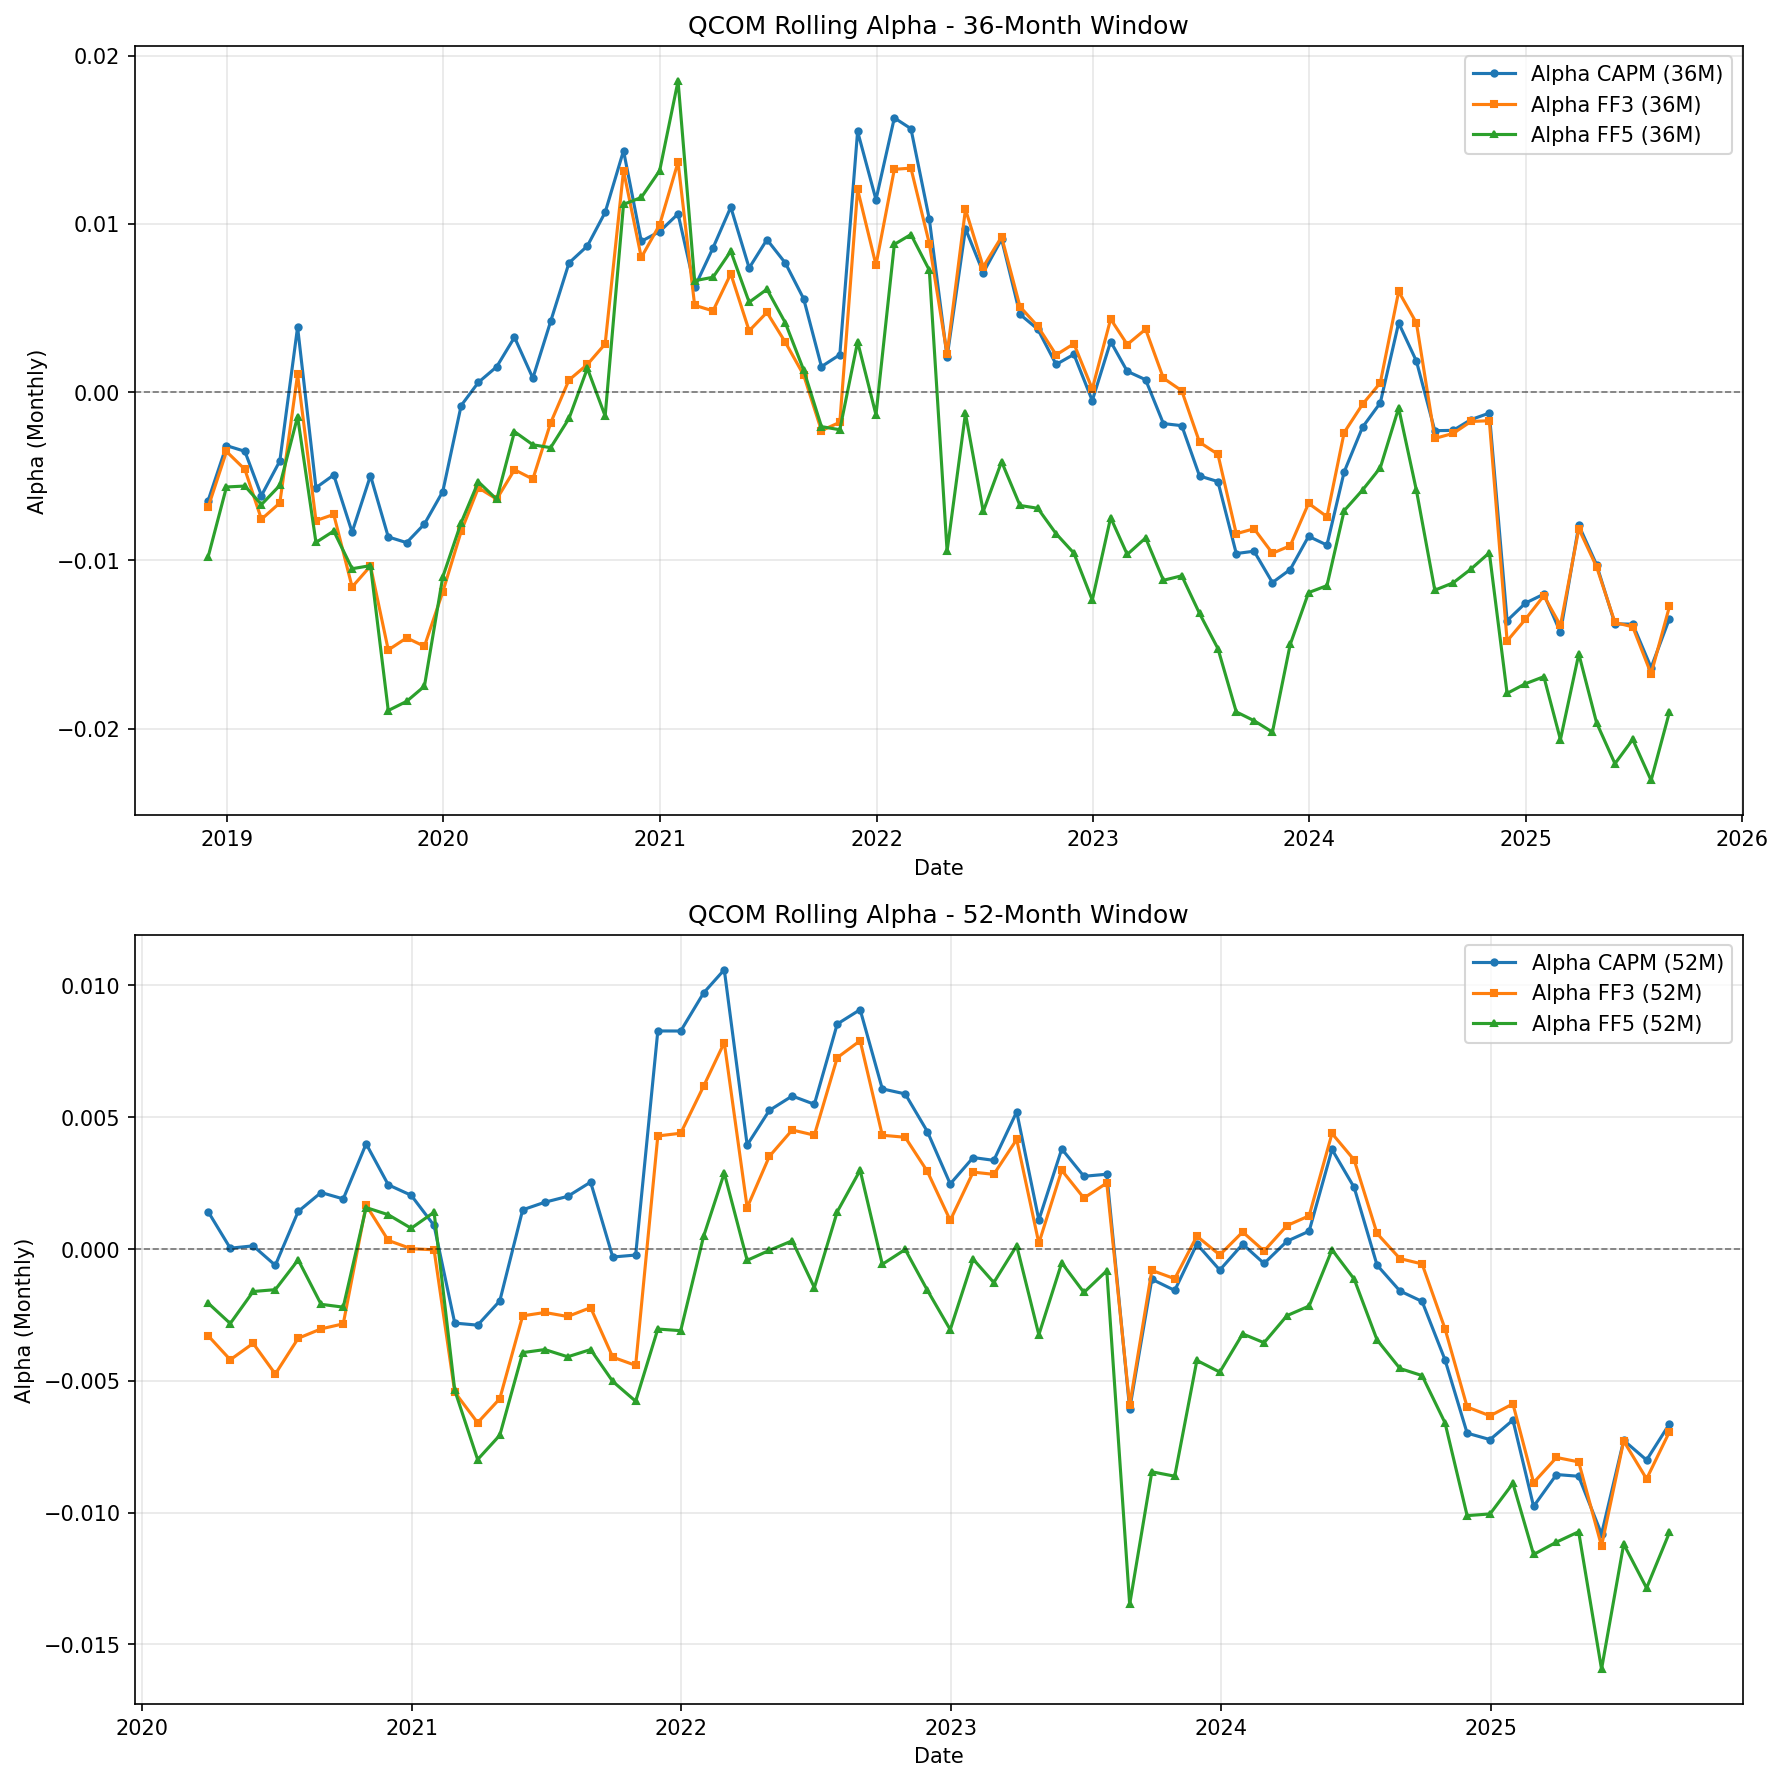 QCOM Rolling Alpha - 36-Month Window
Alpha (Monthly)
0.02
0.01
0.00
−0.01
−0.02
Alpha CAPM (36M)
Alpha FF3 (36M)
Alpha FF5 (36M)
2019 2020 2021 2022 2023 2024 2025 2026
Date
QCOM Rolling Alpha - 52-Month Window
Alpha (Monthly)
0.010
0.005
0.000
−0.005
−0.010
−0.015
Alpha CAPM (52M)
Alpha FF3 (52M)
Alpha FF5 (52M)
2020 2021 2022 2023 2024 2025
Date